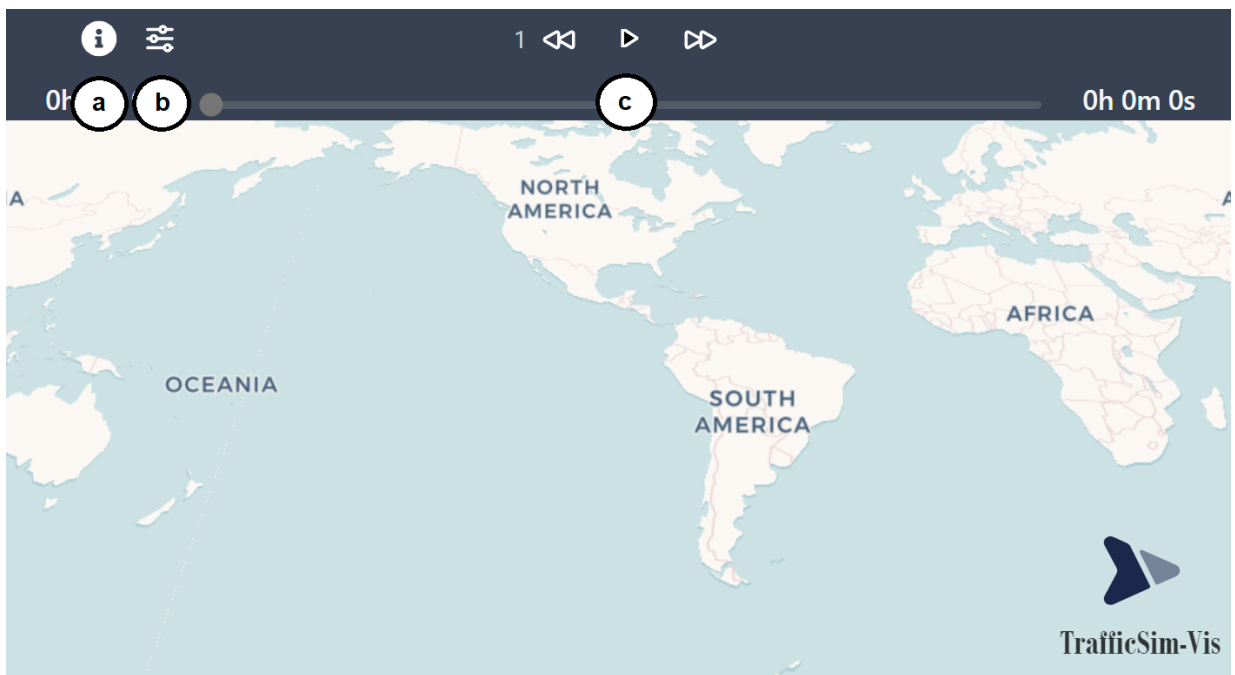 1
0h
a
b
c
0h 0m 0s
NORTH
AMERICA
A
A
AFRICA
OCEANIA
SOUTH
AMERICA
TrafficSim-Vis